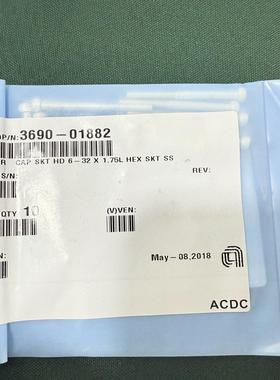 P/N: 3690-01882
R CAP SKT HD 6-32 X 1.75L HEX SKT SS
S/N:
REV:
QTY 10
(V)VEN:
May-08,2018
ACDC